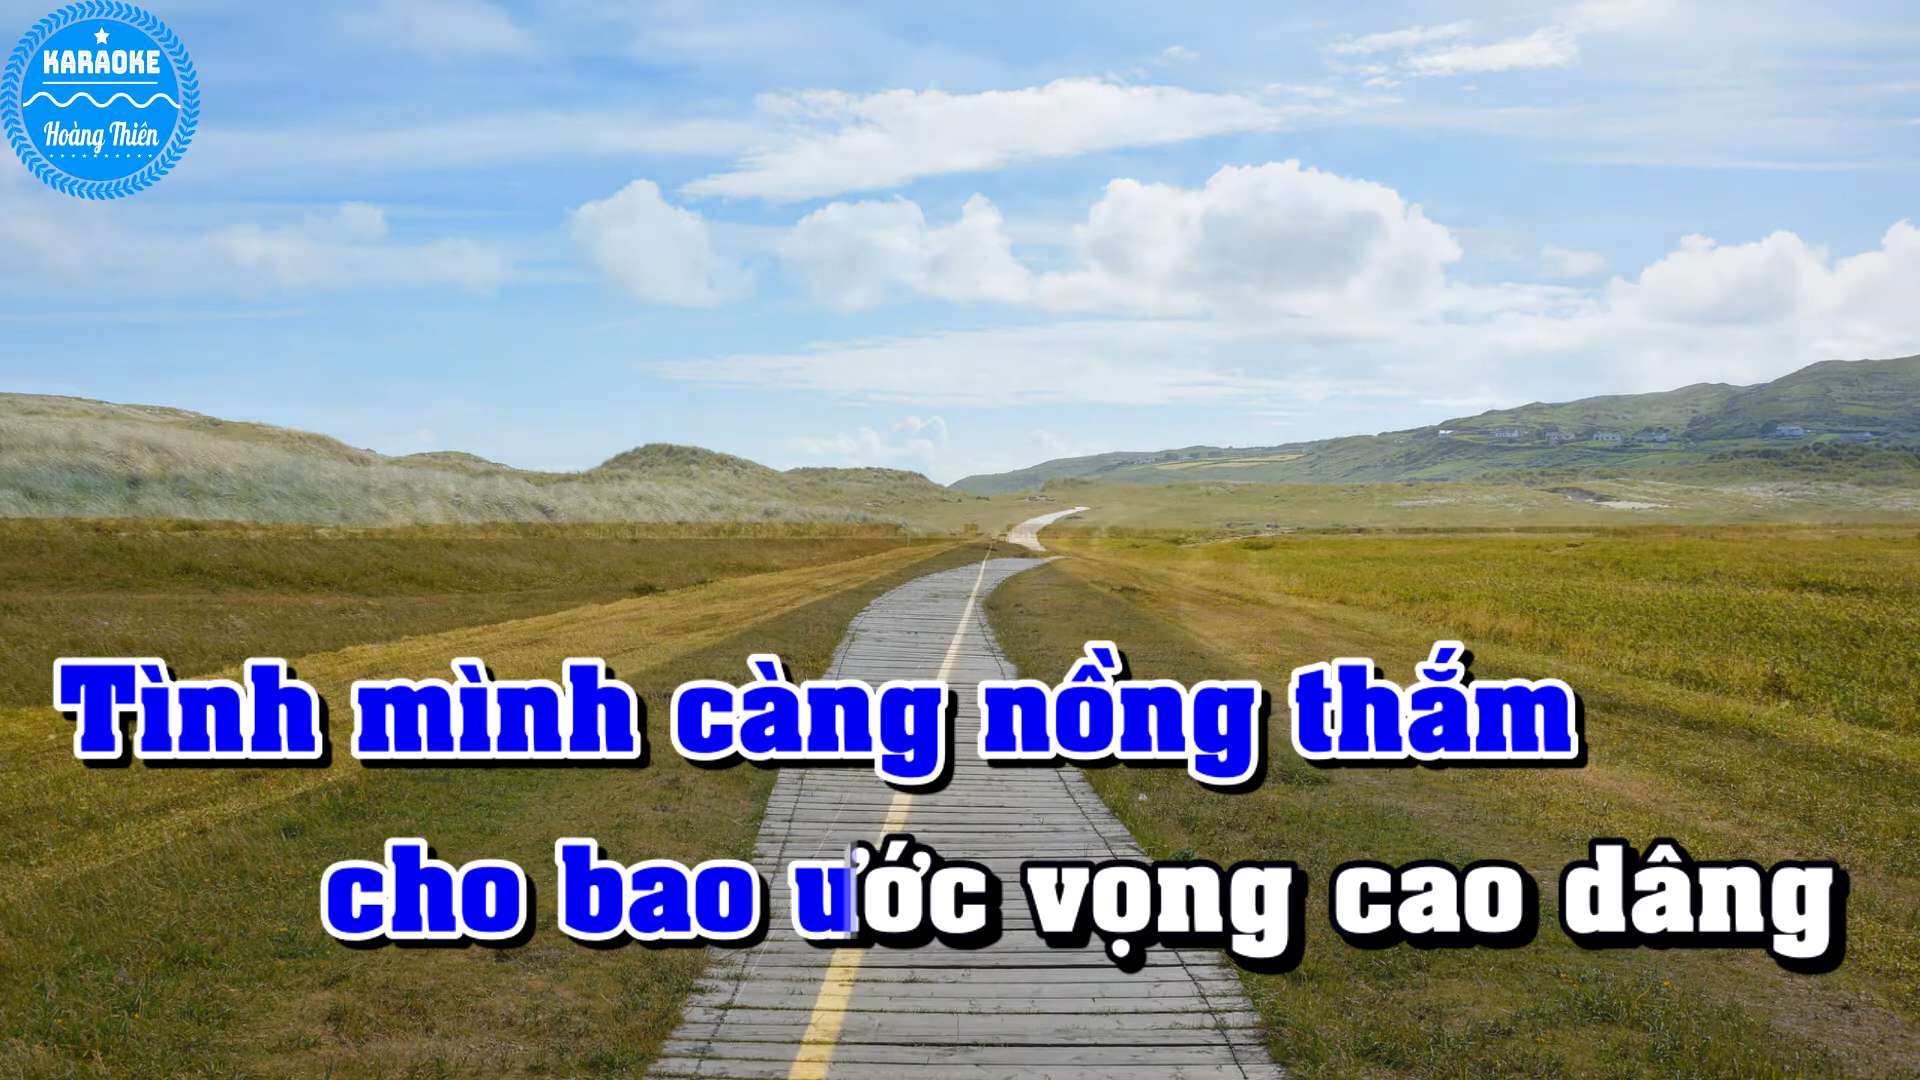 KARAOKE
Hoàng Thiên
Tình mình càng nồng thắm
cho bao ước vọng cao dâng